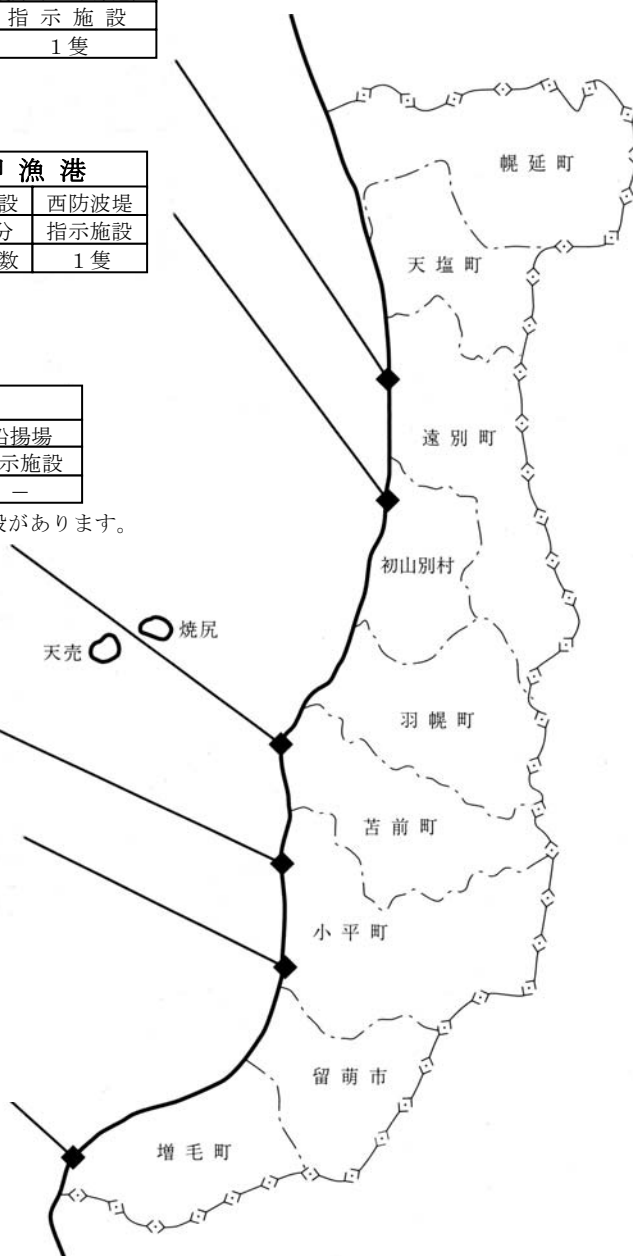 指示施設
1隻
漁港
設 西防波堤
分 指示施設
数 1隻
船揚場
示施設
－
設があります。
幌延町
天塩町
遠別町
初山別村
焼尻
天売
羽幌町
苫前町
小平町
留萌市
増毛町